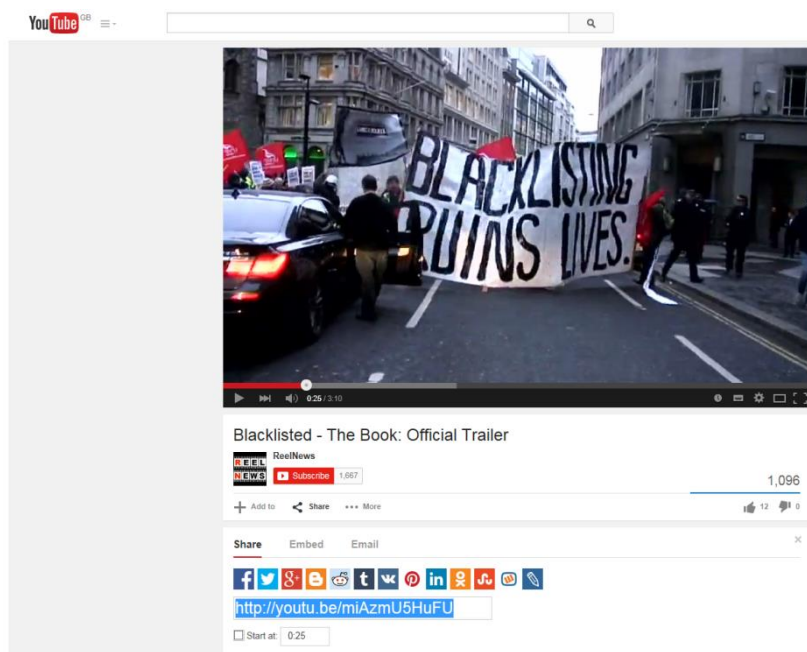 YouTube GB
BLACKLISTING
RUINS LIVES.
0:25 / 3:10
Blacklisted - The Book: Official Trailer
REEL
NEWS
ReelNews
Subscribe 1,667
1,096
Add to Share More
12 0
Share Embed Email
http://youtu.be/miAzmU5HuFU
Start at: 0:25